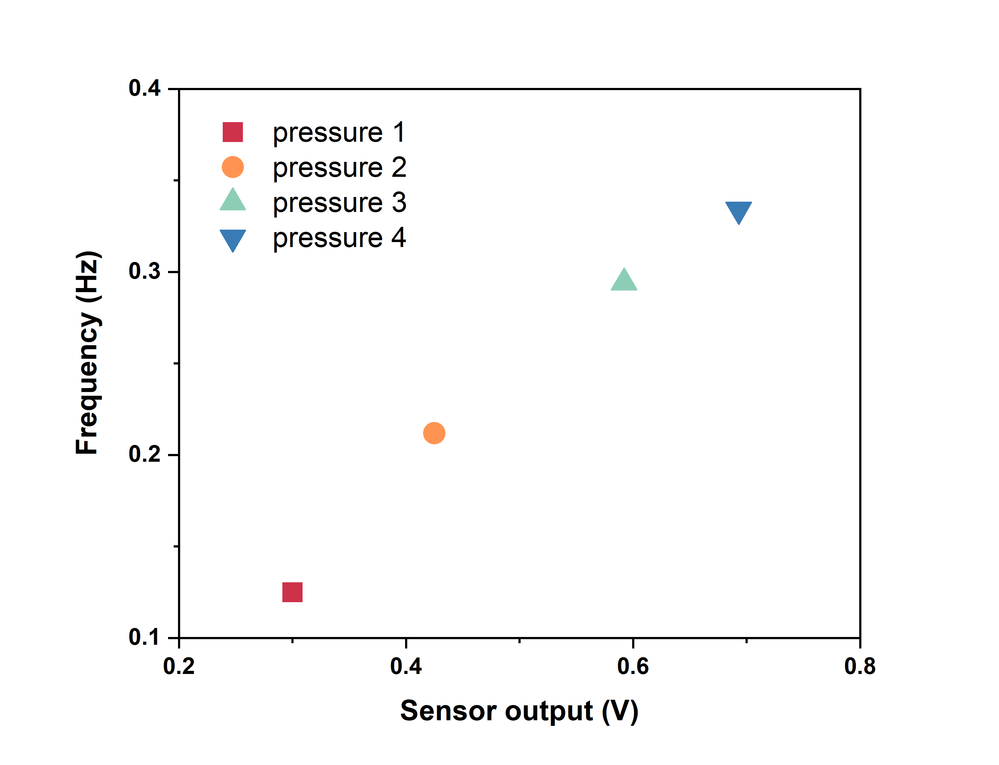 0.4
pressure 1
pressure 2
pressure 3
pressure 4
0.3
Frequency (Hz)
0.2
0.1
0.2 0.4 0.6 0.8
Sensor output (V)